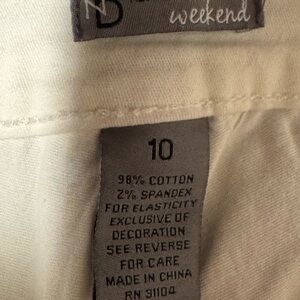 weekend
10
98% COTTON
2% SPANDEX
FOR ELASTICITY
EXCLUSIVE OF
DECORATION
SEE REVERSE
FOR CARE
MADE IN CHINA
RN 31104